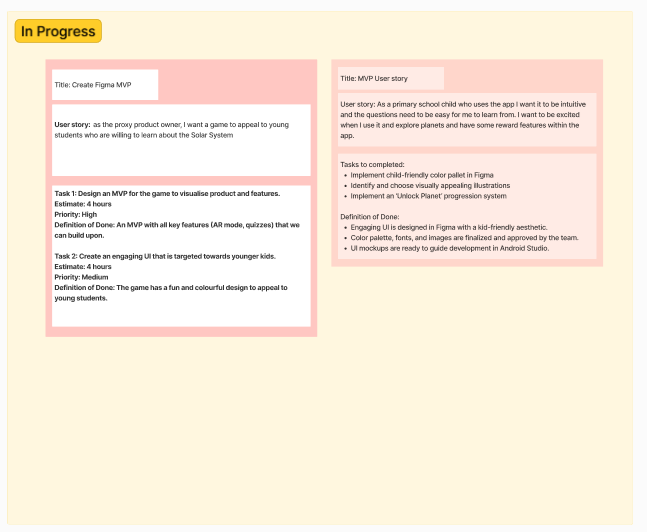 In Progress
Title: Create Figma MVP
User story: as the proxy product owner, I want a game to appeal to young
students who are willing to learn about the Solar System
Task 1: Design an MVP for the game to visualise product and features.
Estimate: 4 hours
Priority: High
Definition of Done: An MVP with all key features (AR mode, quizzes) that we
can build upon.
Task 2: Create an engaging UI that is targeted towards younger kids.
Estimate: 4 hours
Priority: Medium
Definition of Done: The game has a fun and colourful design to appeal to
young students.
Title: MVP User story
User story: As a primary school child who uses the app I want it to be intuitive
and the questions need to be easy for me to learn from. I want to be excited
when I use it and explore planets and have some reward features within the
app.
Tasks to completed:
• Implement child-friendly color pallet in Figma
• Identify and choose visually appealing illustrations
• Implement an 'Unlock Planet' progression system
Definition of Done:
• Engaging UI is designed in Figma with a kid-friendly aesthetic.
• Color palette, fonts, and images are finalized and approved by the team.
• UI mockups are ready to guide development in Android Studio.